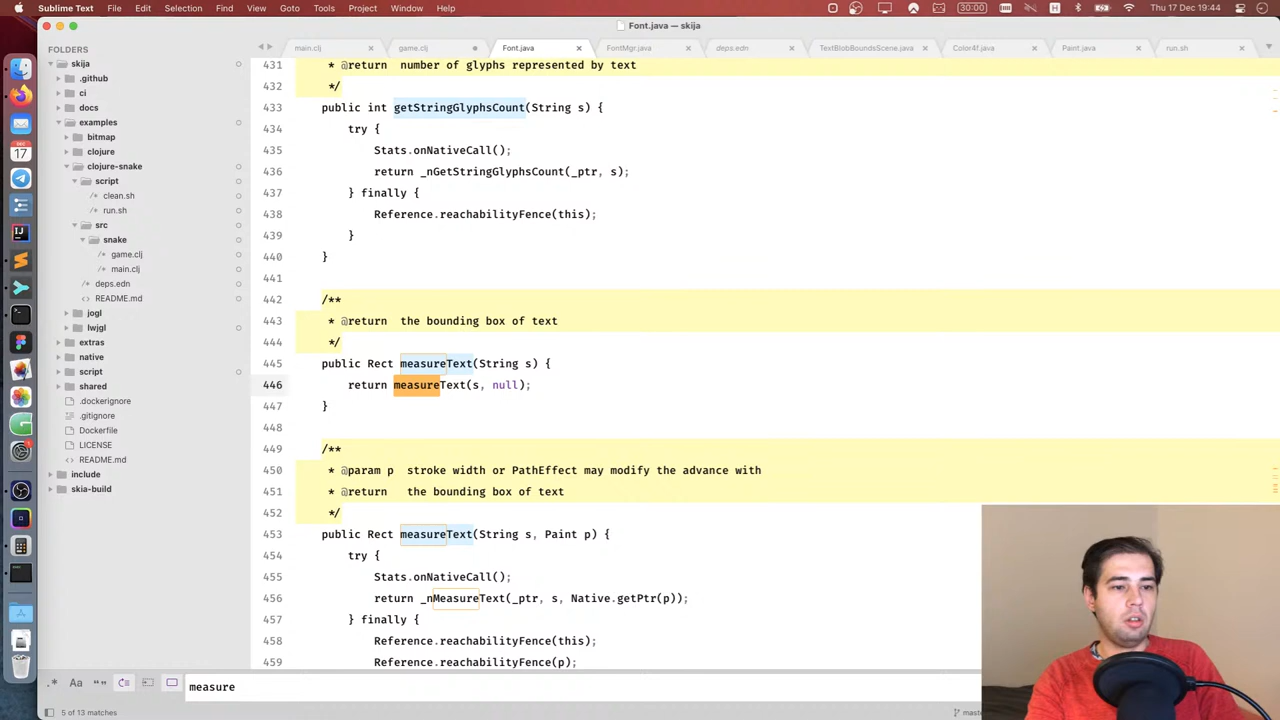 Sublime Text File Edit Selection Find View Goto Tools Project Window Help 30:00 Thu 17 Dec 19:44
Font.java — skija
FOLDERS
skija
.github
ci
docs
examples
bitmap
clojure
clojure-snake
script
clean.sh
run.sh
src
snake
game.clj
main.clj
deps.edn
README.md
jogl
lwjgl
extras
native
script
shared
.dockerignore
.gitignore
Dockerfile
LICENSE
README.md
include
skia-build
DEC
17
main.clj game.clj Font.java FontMgr.java deps.edn TextBlobBoundsScene.java Color4f.java Paint.java run.sh
431 * @return number of glyphs represented by text
432 */
433 public int getStringGlyphsCount(String s) {
434 try {
435 Stats.onNativeCall();
436 return _nGetStringGlyphsCount(_ptr, s);
437 } finally {
438 Reference.reachabilityFence(this);
439 }
440 }
441
442 /**
443 * @return the bounding box of text
444 */
445 public Rect measureText(String s) {
446 return measureText(s, null);
447 }
448
449 /**
450 * @param p stroke width or PathEffect may modify the advance with
451 * @return the bounding box of text
452 */
453 public Rect measureText(String s, Paint p) {
454 try {
455 Stats.onNativeCall();
456 return _nMeasureText(_ptr, s, Native.getPtr(p));
457 } finally {
458 Reference.reachabilityFence(this);
459 Reference.reachabilityFence(p);
.* Aa “”
measure
5 of 13 matches